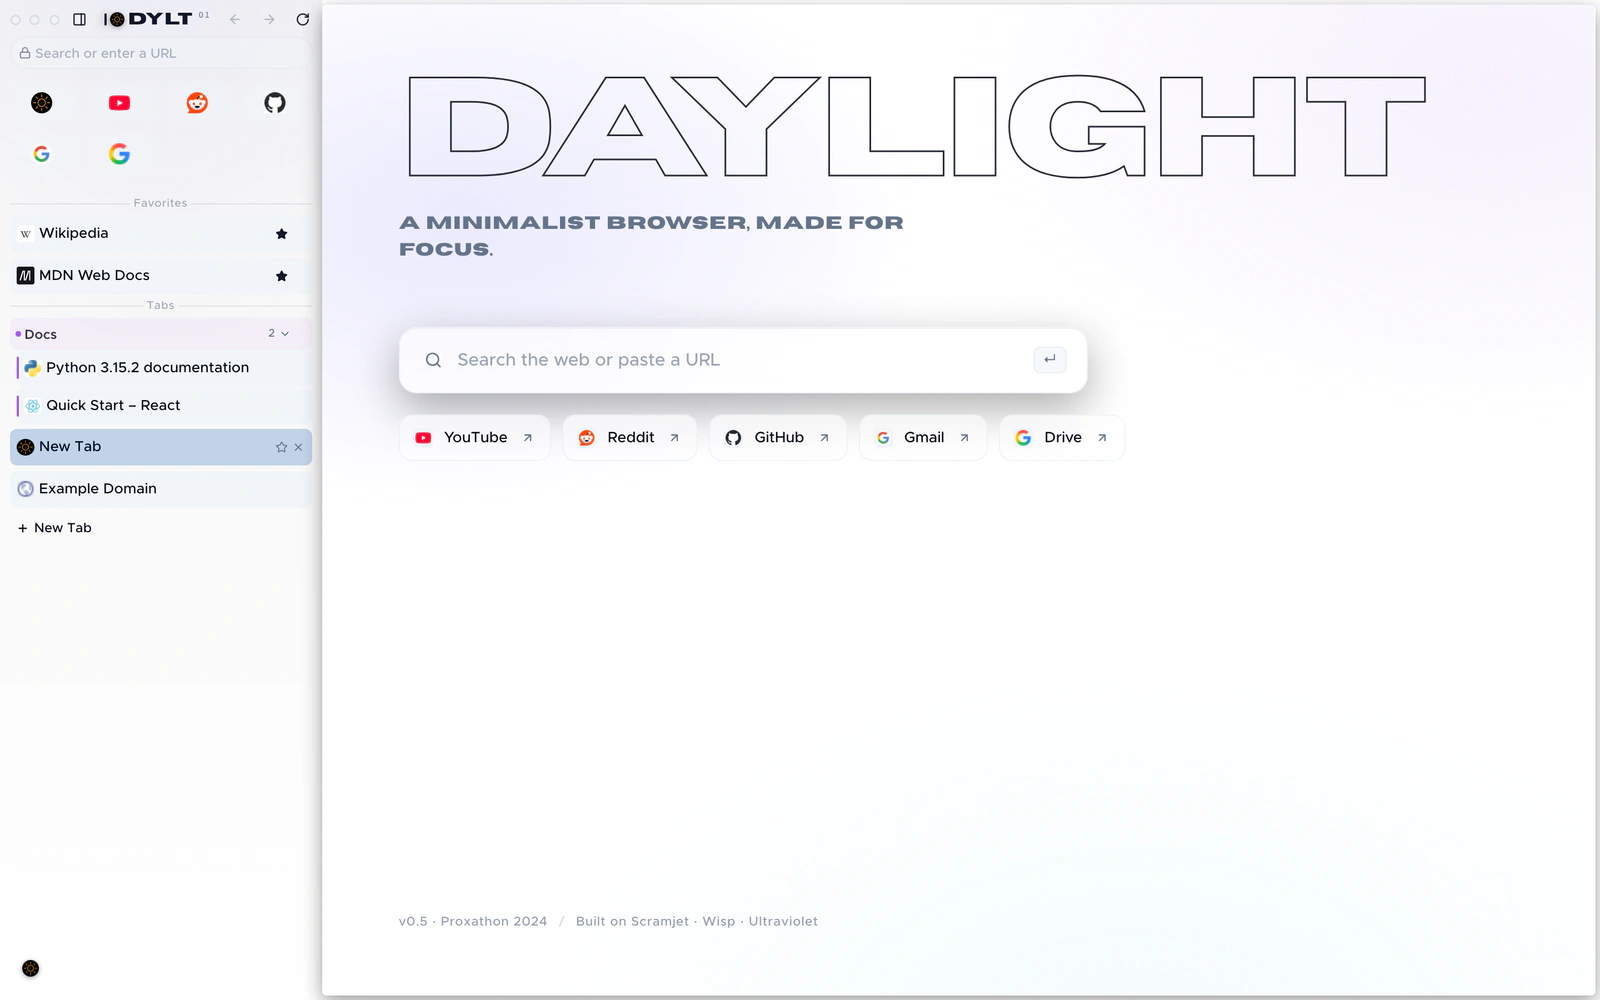 DYLT 01
Search or enter a URL
Favorites
W Wikipedia
M MDN Web Docs
Tabs
Docs 2
Python 3.15.2 documentation
Quick Start – React
New Tab
Example Domain
+ New Tab
DAYLIGHT
A MINIMALIST BROWSER, MADE FOR
FOCUS.
Search the web or paste a URL
YouTube Reddit GitHub Gmail Drive
v0.5 · Proxathon 2024 / Built on Scramjet · Wisp · Ultraviolet